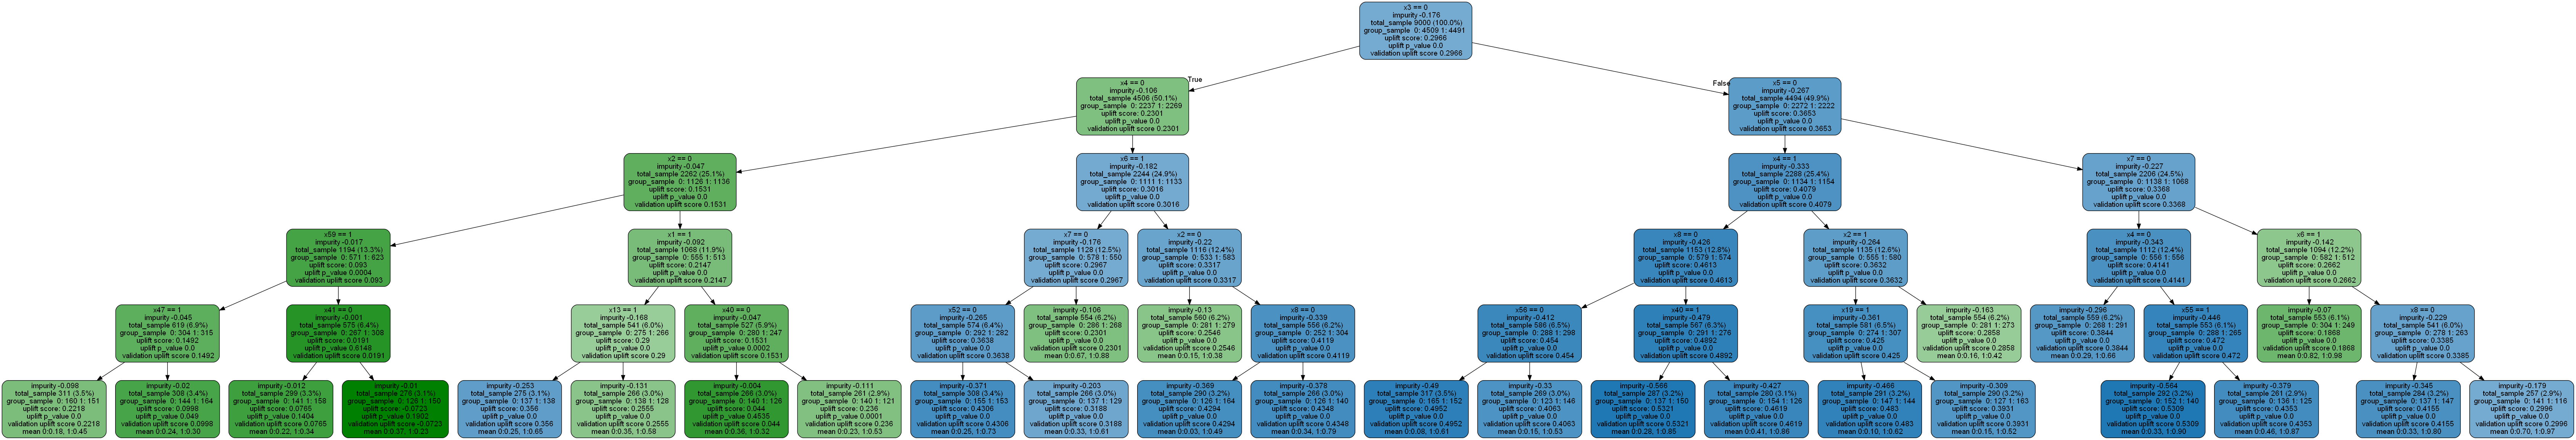 x3 == 0
impurity -0.176
total_sample 9000 (100.0%)
group_sample 0: 4509 1: 4491
uplift score: 0.2966
uplift p_value 0.0
validation uplift score 0.2966
True
False
x4 == 0
impurity -0.106
total_sample 4506 (50.1%)
group_sample 0: 2237 1: 2269
uplift score: 0.2301
uplift p_value 0.0
validation uplift score 0.2301
x5 == 0
impurity -0.267
total_sample 4494 (49.9%)
group_sample 0: 2272 1: 2222
uplift score: 0.3653
uplift p_value 0.0
validation uplift score 0.3653
x2 == 0
impurity -0.047
total_sample 2262 (25.1%)
group_sample 0: 1126 1: 1136
uplift score: 0.1531
uplift p_value 0.0
validation uplift score 0.1531
x6 == 1
impurity -0.182
total_sample 2244 (24.9%)
group_sample 0: 1111 1: 1133
uplift score: 0.3016
uplift p_value 0.0
validation uplift score 0.3016
x4 == 1
impurity -0.333
total_sample 2288 (25.4%)
group_sample 0: 1134 1: 1154
uplift score: 0.4079
uplift p_value 0.0
validation uplift score 0.4079
x7 == 0
impurity -0.227
total_sample 2206 (24.5%)
group_sample 0: 1138 1: 1068
uplift score: 0.3368
uplift p_value 0.0
validation uplift score 0.3368
x59 == 1
impurity -0.017
total_sample 1194 (13.3%)
group_sample 0: 571 1: 623
uplift score: 0.093
uplift p_value 0.0004
validation uplift score 0.093
x1 == 1
impurity -0.092
total_sample 1068 (11.9%)
group_sample 0: 555 1: 513
uplift score: 0.2147
uplift p_value 0.0
validation uplift score 0.2147
x7 == 0
impurity -0.176
total_sample 1128 (12.5%)
group_sample 0: 578 1: 550
uplift score: 0.2967
uplift p_value 0.0
validation uplift score 0.2967
x2 == 0
impurity -0.22
total_sample 1116 (12.4%)
group_sample 0: 533 1: 583
uplift score: 0.3317
uplift p_value 0.0
validation uplift score 0.3317
x8 == 0
impurity -0.426
total_sample 1153 (12.8%)
group_sample 0: 579 1: 574
uplift score: 0.4613
uplift p_value 0.0
validation uplift score 0.4613
x2 == 1
impurity -0.264
total_sample 1135 (12.6%)
group_sample 0: 555 1: 580
uplift score: 0.3632
uplift p_value 0.0
validation uplift score 0.3632
x4 == 0
impurity -0.343
total_sample 1112 (12.4%)
group_sample 0: 556 1: 556
uplift score: 0.4141
uplift p_value 0.0
validation uplift score 0.4141
x6 == 1
impurity -0.142
total_sample 1094 (12.2%)
group_sample 0: 582 1: 512
uplift score: 0.2662
uplift p_value 0.0
validation uplift score 0.2662
x47 == 1
impurity -0.045
total_sample 619 (6.9%)
group_sample 0: 304 1: 315
uplift score: 0.1492
uplift p_value 0.0
validation uplift score 0.1492
x41 == 0
impurity -0.001
total_sample 575 (6.4%)
group_sample 0: 267 1: 308
uplift score: 0.0191
uplift p_value 0.6148
validation uplift score 0.0191
x13 == 1
impurity -0.168
total_sample 541 (6.0%)
group_sample 0: 275 1: 266
uplift score: 0.29
uplift p_value 0.0
validation uplift score 0.29
x40 == 0
impurity -0.047
total_sample 527 (5.9%)
group_sample 0: 280 1: 247
uplift score: 0.1531
uplift p_value 0.0002
validation uplift score 0.1531
x52 == 0
impurity -0.265
total_sample 574 (6.4%)
group_sample 0: 292 1: 282
uplift score: 0.3638
uplift p_value 0.0
validation uplift score 0.3638
impurity -0.106
total_sample 554 (6.2%)
group_sample 0: 286 1: 268
uplift score: 0.2301
uplift p_value 0.0
validation uplift score 0.2301
mean 0:0.67, 1:0.88
impurity -0.13
total_sample 560 (6.2%)
group_sample 0: 281 1: 279
uplift score: 0.2546
uplift p_value 0.0
validation uplift score 0.2546
mean 0:0.15, 1:0.38
x8 == 0
impurity -0.339
total_sample 556 (6.2%)
group_sample 0: 252 1: 304
uplift score: 0.4119
uplift p_value 0.0
validation uplift score 0.4119
x56 == 0
impurity -0.412
total_sample 586 (6.5%)
group_sample 0: 288 1: 298
uplift score: 0.454
uplift p_value 0.0
validation uplift score 0.454
x40 == 1
impurity -0.479
total_sample 567 (6.3%)
group_sample 0: 291 1: 276
uplift score: 0.4892
uplift p_value 0.0
validation uplift score 0.4892
x19 == 1
impurity -0.361
total_sample 581 (6.5%)
group_sample 0: 274 1: 307
uplift score: 0.425
uplift p_value 0.0
validation uplift score 0.425
impurity -0.163
total_sample 554 (6.2%)
group_sample 0: 281 1: 273
uplift score: 0.2858
uplift p_value 0.0
validation uplift score 0.2858
mean 0:0.16, 1:0.42
impurity -0.296
total_sample 559 (6.2%)
group_sample 0: 268 1: 291
uplift score: 0.3844
uplift p_value 0.0
validation uplift score 0.3844
mean 0:0.29, 1:0.66
x55 == 1
impurity -0.446
total_sample 553 (6.1%)
group_sample 0: 288 1: 265
uplift score: 0.472
uplift p_value 0.0
validation uplift score 0.472
impurity -0.07
total_sample 553 (6.1%)
group_sample 0: 304 1: 249
uplift score: 0.1868
uplift p_value 0.0
validation uplift score 0.1868
mean 0:0.82, 1:0.98
x8 == 0
impurity -0.229
total_sample 541 (6.0%)
group_sample 0: 278 1: 263
uplift score: 0.3385
uplift p_value 0.0
validation uplift score 0.3385
impurity -0.098
total_sample 311 (3.5%)
group_sample 0: 160 1: 151
uplift score: 0.2218
uplift p_value 0.0
validation uplift score 0.2218
mean 0:0.18, 1:0.45
impurity -0.02
total_sample 308 (3.4%)
group_sample 0: 144 1: 164
uplift score: 0.0998
uplift p_value 0.049
validation uplift score 0.0998
mean 0:0.24, 1:0.30
impurity -0.012
total_sample 299 (3.3%)
group_sample 0: 141 1: 158
uplift score: 0.0765
uplift p_value 0.1404
validation uplift score 0.0765
mean 0:0.22, 1:0.34
impurity -0.01
total_sample 276 (3.1%)
group_sample 0: 126 1: 150
uplift score: -0.0723
uplift p_value 0.1902
validation uplift score -0.0723
mean 0:0.37, 1:0.23
impurity -0.253
total_sample 275 (3.1%)
group_sample 0: 137 1: 138
uplift score: 0.356
uplift p_value 0.0
validation uplift score 0.356
mean 0:0.25, 1:0.65
impurity -0.131
total_sample 266 (3.0%)
group_sample 0: 138 1: 128
uplift score: 0.2555
uplift p_value 0.0
validation uplift score 0.2555
mean 0:0.35, 1:0.58
impurity -0.004
total_sample 266 (3.0%)
group_sample 0: 140 1: 126
uplift score: 0.044
uplift p_value 0.4535
validation uplift score 0.044
mean 0:0.36, 1:0.32
impurity -0.111
total_sample 261 (2.9%)
group_sample 0: 140 1: 121
uplift score: 0.236
uplift p_value 0.0001
validation uplift score 0.236
mean 0:0.23, 1:0.53
impurity -0.371
total_sample 308 (3.4%)
group_sample 0: 155 1: 153
uplift score: 0.4306
uplift p_value 0.0
validation uplift score 0.4306
mean 0:0.25, 1:0.73
impurity -0.203
total_sample 266 (3.0%)
group_sample 0: 137 1: 129
uplift score: 0.3188
uplift p_value 0.0
validation uplift score 0.3188
mean 0:0.33, 1:0.61
impurity -0.369
total_sample 290 (3.2%)
group_sample 0: 126 1: 164
uplift score: 0.4294
uplift p_value 0.0
validation uplift score 0.4294
mean 0:0.03, 1:0.49
impurity -0.378
total_sample 266 (3.0%)
group_sample 0: 126 1: 140
uplift score: 0.4348
uplift p_value 0.0
validation uplift score 0.4348
mean 0:0.34, 1:0.79
impurity -0.49
total_sample 317 (3.5%)
group_sample 0: 165 1: 152
uplift score: 0.4952
uplift p_value 0.0
validation uplift score 0.4952
mean 0:0.08, 1:0.61
impurity -0.33
total_sample 269 (3.0%)
group_sample 0: 123 1: 146
uplift score: 0.4063
uplift p_value 0.0
validation uplift score 0.4063
mean 0:0.15, 1:0.53
impurity -0.566
total_sample 287 (3.2%)
group_sample 0: 137 1: 150
uplift score: 0.5321
uplift p_value 0.0
validation uplift score 0.5321
mean 0:0.28, 1:0.85
impurity -0.427
total_sample 280 (3.1%)
group_sample 0: 154 1: 126
uplift score: 0.4619
uplift p_value 0.0
validation uplift score 0.4619
mean 0:0.41, 1:0.86
impurity -0.466
total_sample 291 (3.2%)
group_sample 0: 147 1: 144
uplift score: 0.483
uplift p_value 0.0
validation uplift score 0.483
mean 0:0.10, 1:0.62
impurity -0.309
total_sample 290 (3.2%)
group_sample 0: 127 1: 163
uplift score: 0.3931
uplift p_value 0.0
validation uplift score 0.3931
mean 0:0.15, 1:0.52
impurity -0.564
total_sample 292 (3.2%)
group_sample 0: 152 1: 140
uplift score: 0.5309
uplift p_value 0.0
validation uplift score 0.5309
mean 0:0.33, 1:0.90
impurity -0.379
total_sample 261 (2.9%)
group_sample 0: 136 1: 125
uplift score: 0.4353
uplift p_value 0.0
validation uplift score 0.4353
mean 0:0.46, 1:0.87
impurity -0.345
total_sample 284 (3.2%)
group_sample 0: 137 1: 147
uplift score: 0.4155
uplift p_value 0.0
validation uplift score 0.4155
mean 0:0.33, 1:0.80
impurity -0.179
total_sample 257 (2.9%)
group_sample 0: 141 1: 116
uplift score: 0.2996
uplift p_value 0.0
validation uplift score 0.2996
mean 0:0.70, 1:0.97